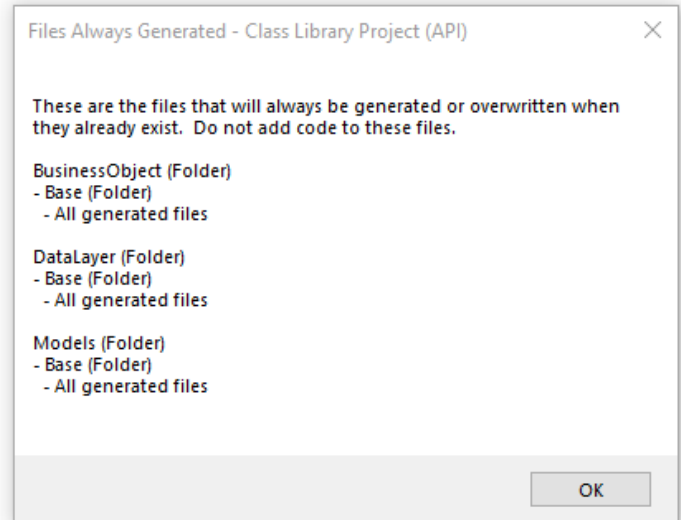 Files Always Generated - Class Library Project (API)
These are the files that will always be generated or overwritten when
they already exist.  Do not add code to these files.
BusinessObject (Folder)
- Base (Folder)
- All generated files
DataLayer (Folder)
- Base (Folder)
- All generated files
Models (Folder)
- Base (Folder)
- All generated files
OK